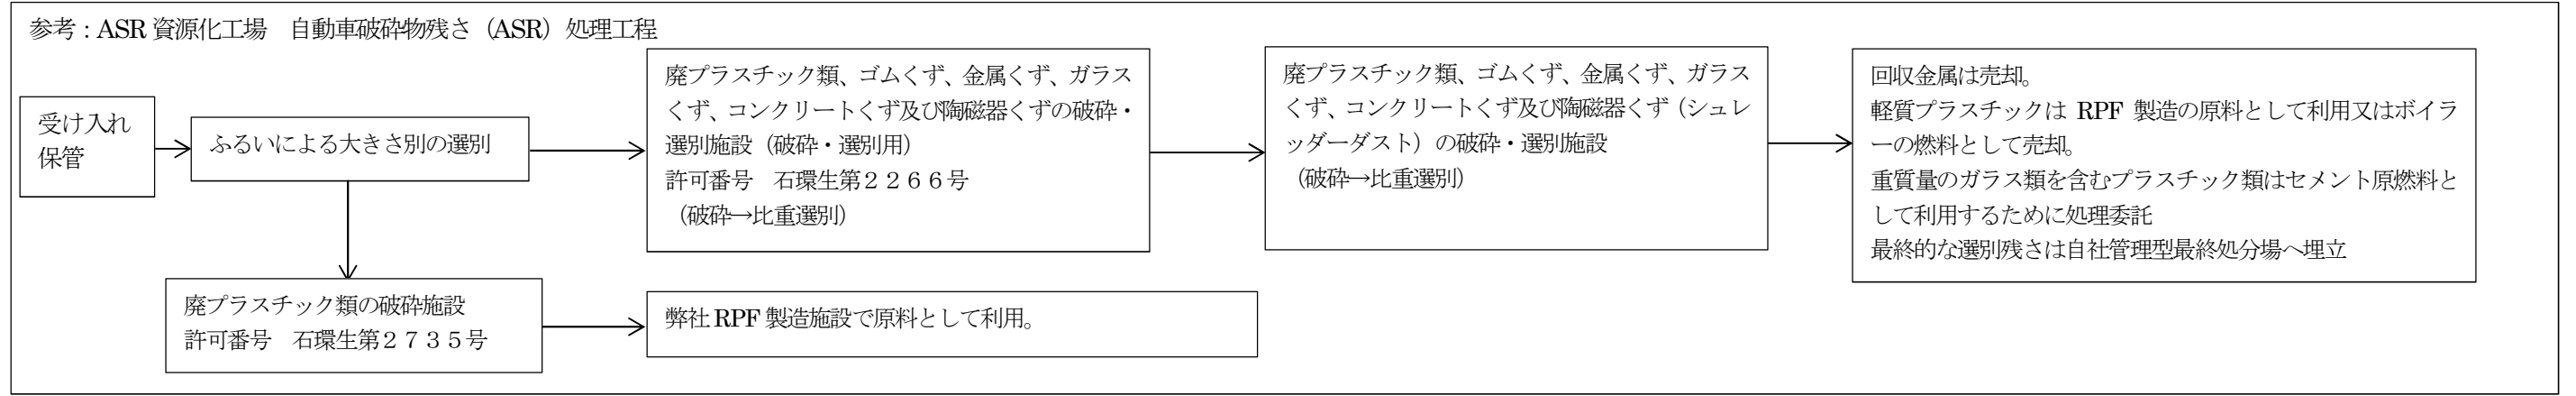 参考：ASR 資源化工場　自動車破砕物残さ（ASR）処理工程
受け入れ
保管
ふるいによる大きさ別の選別
廃プラスチック類、ゴムくず、金属くず、ガラス
くず、コンクリートくず及び陶磁器くずの破砕・
選別施設（破砕・選別用）
許可番号　石環生第２２６６号
（破砕→比重選別）
廃プラスチック類、ゴムくず、金属くず、ガラス
くず、コンクリートくず及び陶磁器くず（シュレ
ッダーダスト）の破砕・選別施設
（破砕→比重選別）
回収金属は売却。
軽質プラスチックは RPF 製造の原料として利用又はボイラ
ーの燃料として売却。
重質量のガラス類を含むプラスチック類はセメント原燃料と
して利用するために処理委託
最終的な選別残さは自社管理型最終処分場へ埋立
廃プラスチック類の破砕施設
許可番号　石環生第２７３５号
弊社 RPF 製造施設で原料として利用。